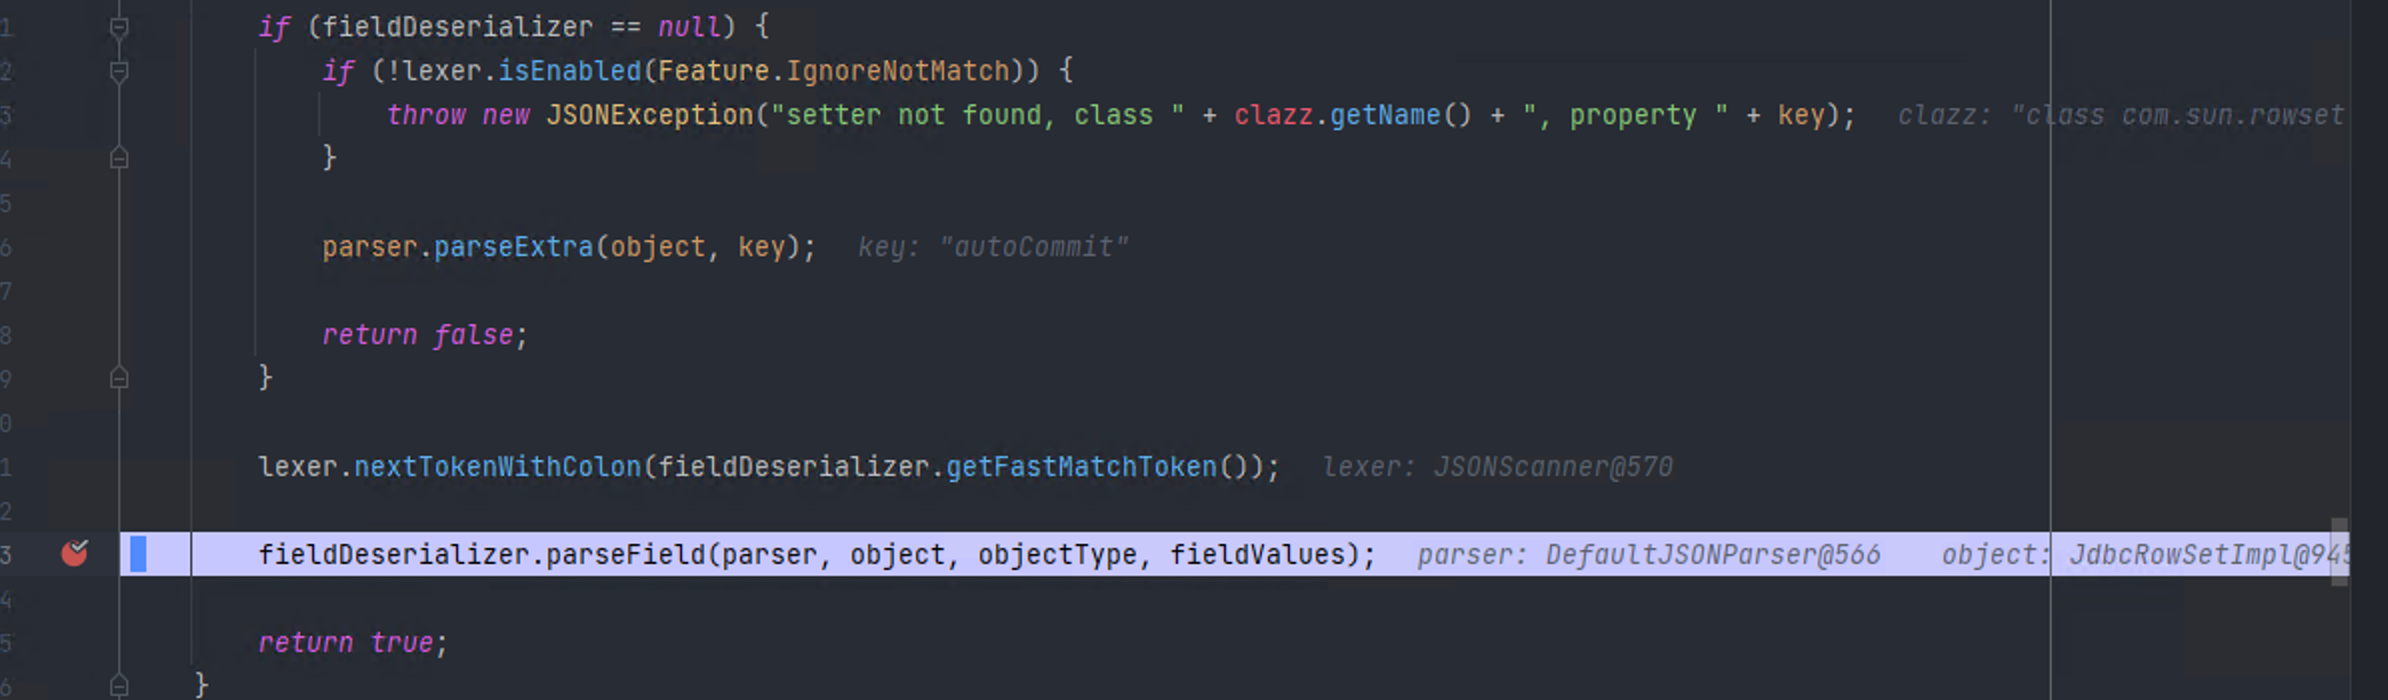 1 if (fieldDeserializer == null) {
2 if (!lexer.isEnabled(Feature.IgnoreNotMatch)) {
3 throw new JSONException("setter not found, class " + clazz.getName() + ", property " + key); clazz: "class com.sun.rowset
4 }
5
6 parser.parseExtra(object, key); key: "autoCommit"
7
8 return false;
9 }
0
1 lexer.nextTokenWithColon(fieldDeserializer.getFastMatchToken()); lexer: JSONScanner@570
2
3 fieldDeserializer.parseField(parser, object, objectType, fieldValues); parser: DefaultJSONParser@566 object: JdbcRowSetImpl@945
4
5 return true;
6 }